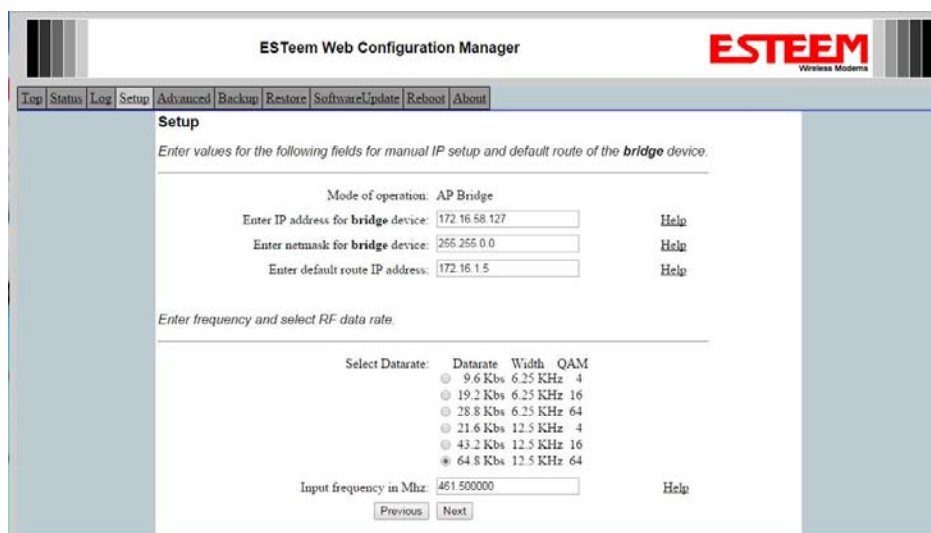 ESTeem Web Configuration Manager
ESTEEM
Wireless Modems
Top Status Log Setup Advanced Backup Restore SoftwareUpdate Reboot About
Setup
Enter values for the following fields for manual IP setup and default route of the bridge device.
Mode of operation: AP Bridge
Enter IP address for bridge device: 172.16.58.127 Help
Enter netmask for bridge device: 255.255.0.0 Help
Enter default route IP address: 172.16.1.5 Help
Enter frequency and select RF data rate.
Select Datarate: Datarate Width QAM
9.6 Kbs 6.25 KHz 4
19.2 Kbs 6.25 KHz 16
28.8 Kbs 6.25 KHz 64
21.6 Kbs 12.5 KHz 4
43.2 Kbs 12.5 KHz 16
64.8 Kbs 12.5 KHz 64
Input frequency in Mhz: 461.500000 Help
Previous Next